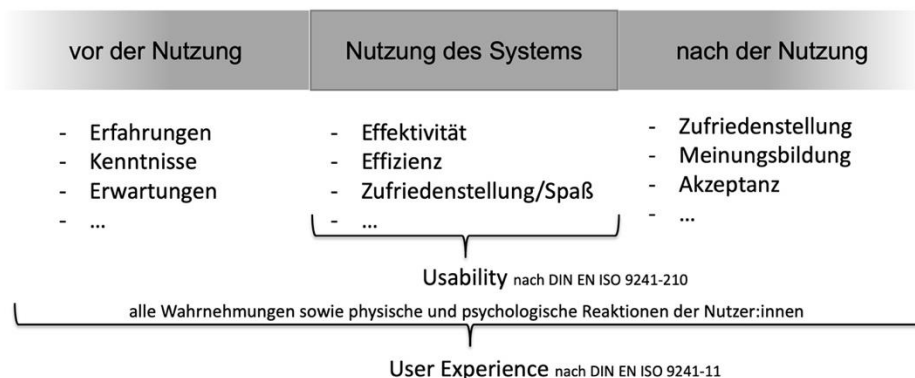 vor der Nutzung
Nutzung des Systems
nach der Nutzung
- Erfahrungen
- Kenntnisse
- Erwartungen
- ...
- Effektivität
- Effizienz
- Zufriedenstellung/Spaß
- ...
- Zufriedenstellung
- Meinungsbildung
- Akzeptanz
- ...
Usability nach DIN EN ISO 9241-210
alle Wahrnehmungen sowie physische und psychologische Reaktionen der Nutzer:innen
User Experience nach DIN EN ISO 9241-11